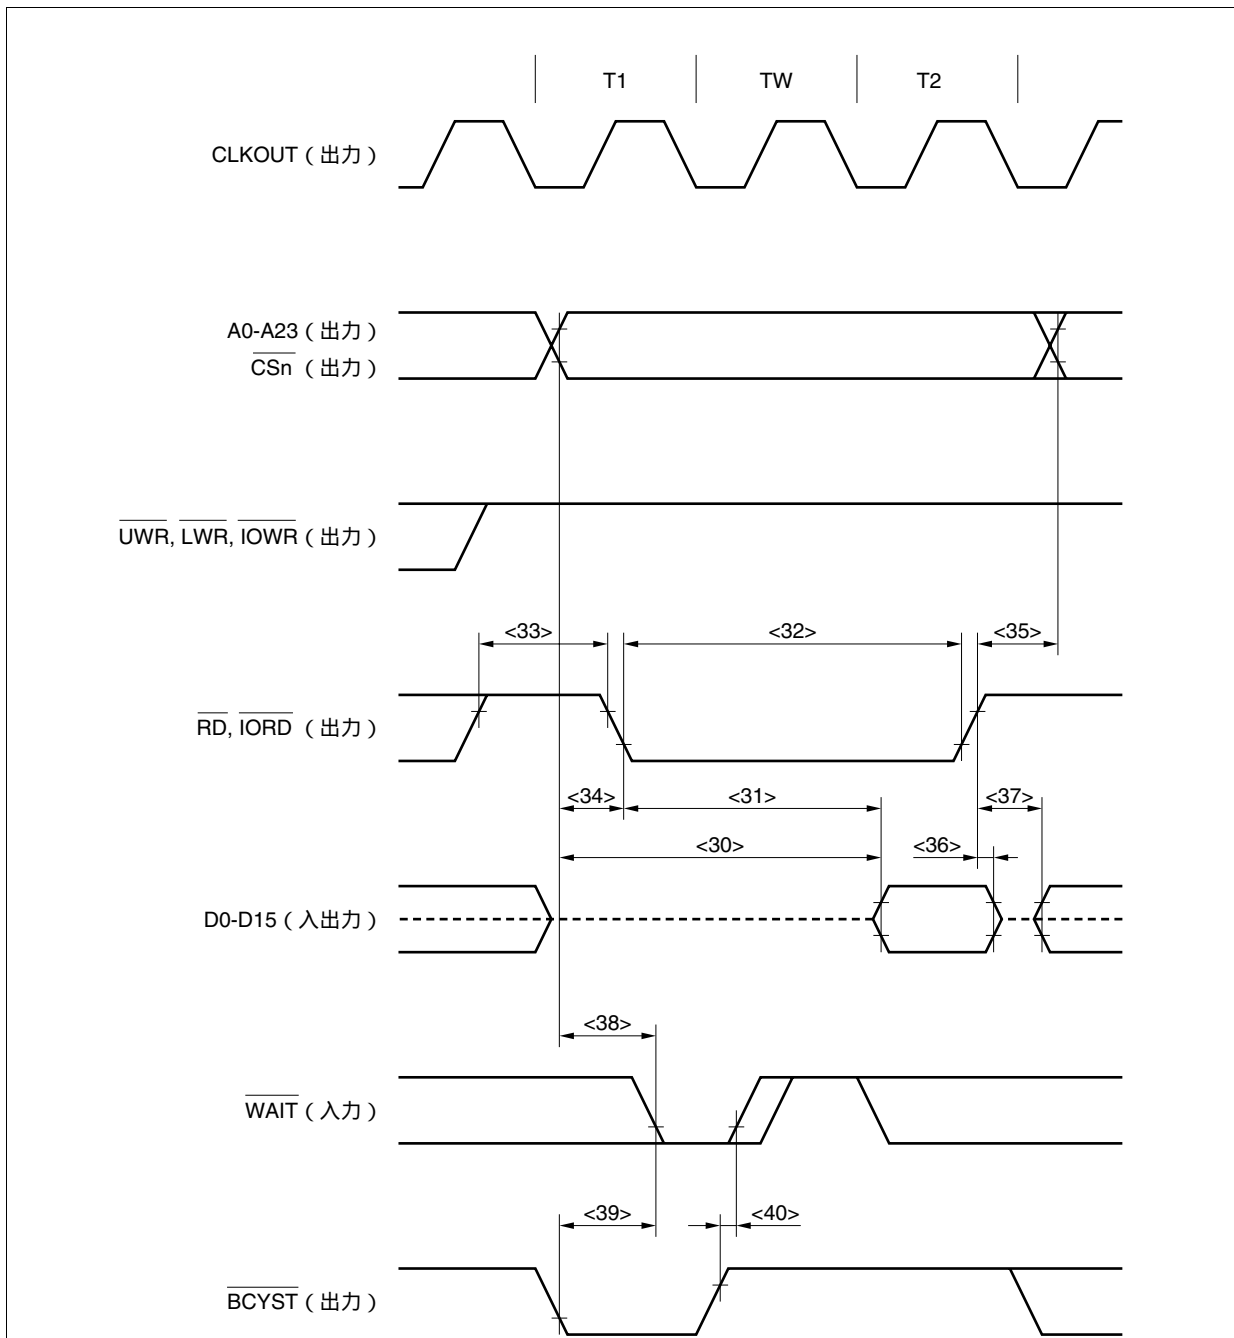 T1 TW T2
CLKOUT（出力）
A0-A23（出力）
CSn（出力）
UWR, LWR, IOWR（出力）
<33> <32> <35>
RD, IORD（出力）
<34> <31> <37>
<30> <36>
D0-D15（入出力）
<38>
WAIT（入力）
<39> <40>
BCYST（出力）